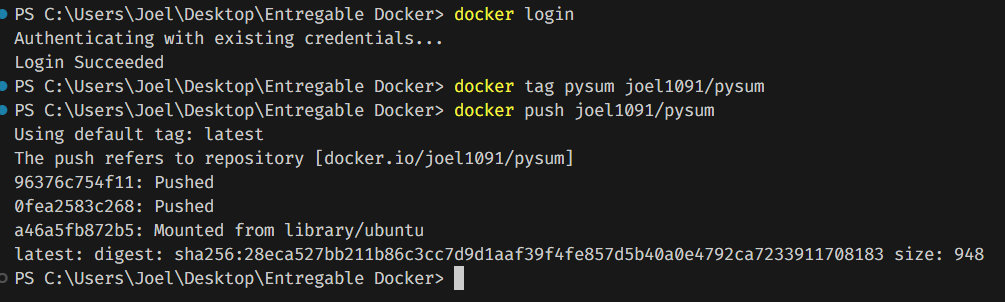 PS C:\Users\Joel\Desktop\Entregable Docker> docker login
Authenticating with existing credentials...
Login Succeeded
PS C:\Users\Joel\Desktop\Entregable Docker> docker tag pysum joel1091/pysum
PS C:\Users\Joel\Desktop\Entregable Docker> docker push joel1091/pysum
Using default tag: latest
The push refers to repository [docker.io/joel1091/pysum]
96376c754f11: Pushed
0fea2583c268: Pushed
a46a5fb872b5: Mounted from library/ubuntu
latest: digest: sha256:28eca527bb211b86c3cc7d9d1aaf39f4fe857d5b40a0e4792ca7233911708183 size: 948
PS C:\Users\Joel\Desktop\Entregable Docker>